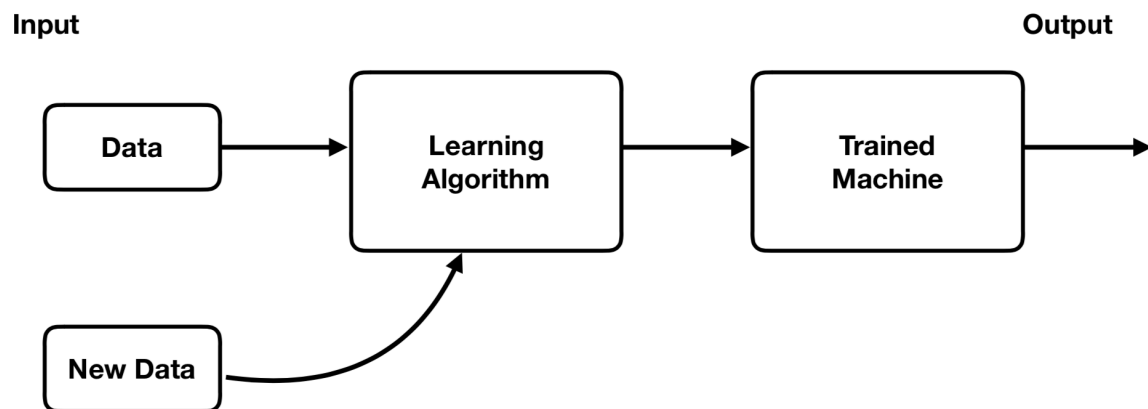 Input
Output
Data
Learning
Algorithm
Trained
Machine
New Data